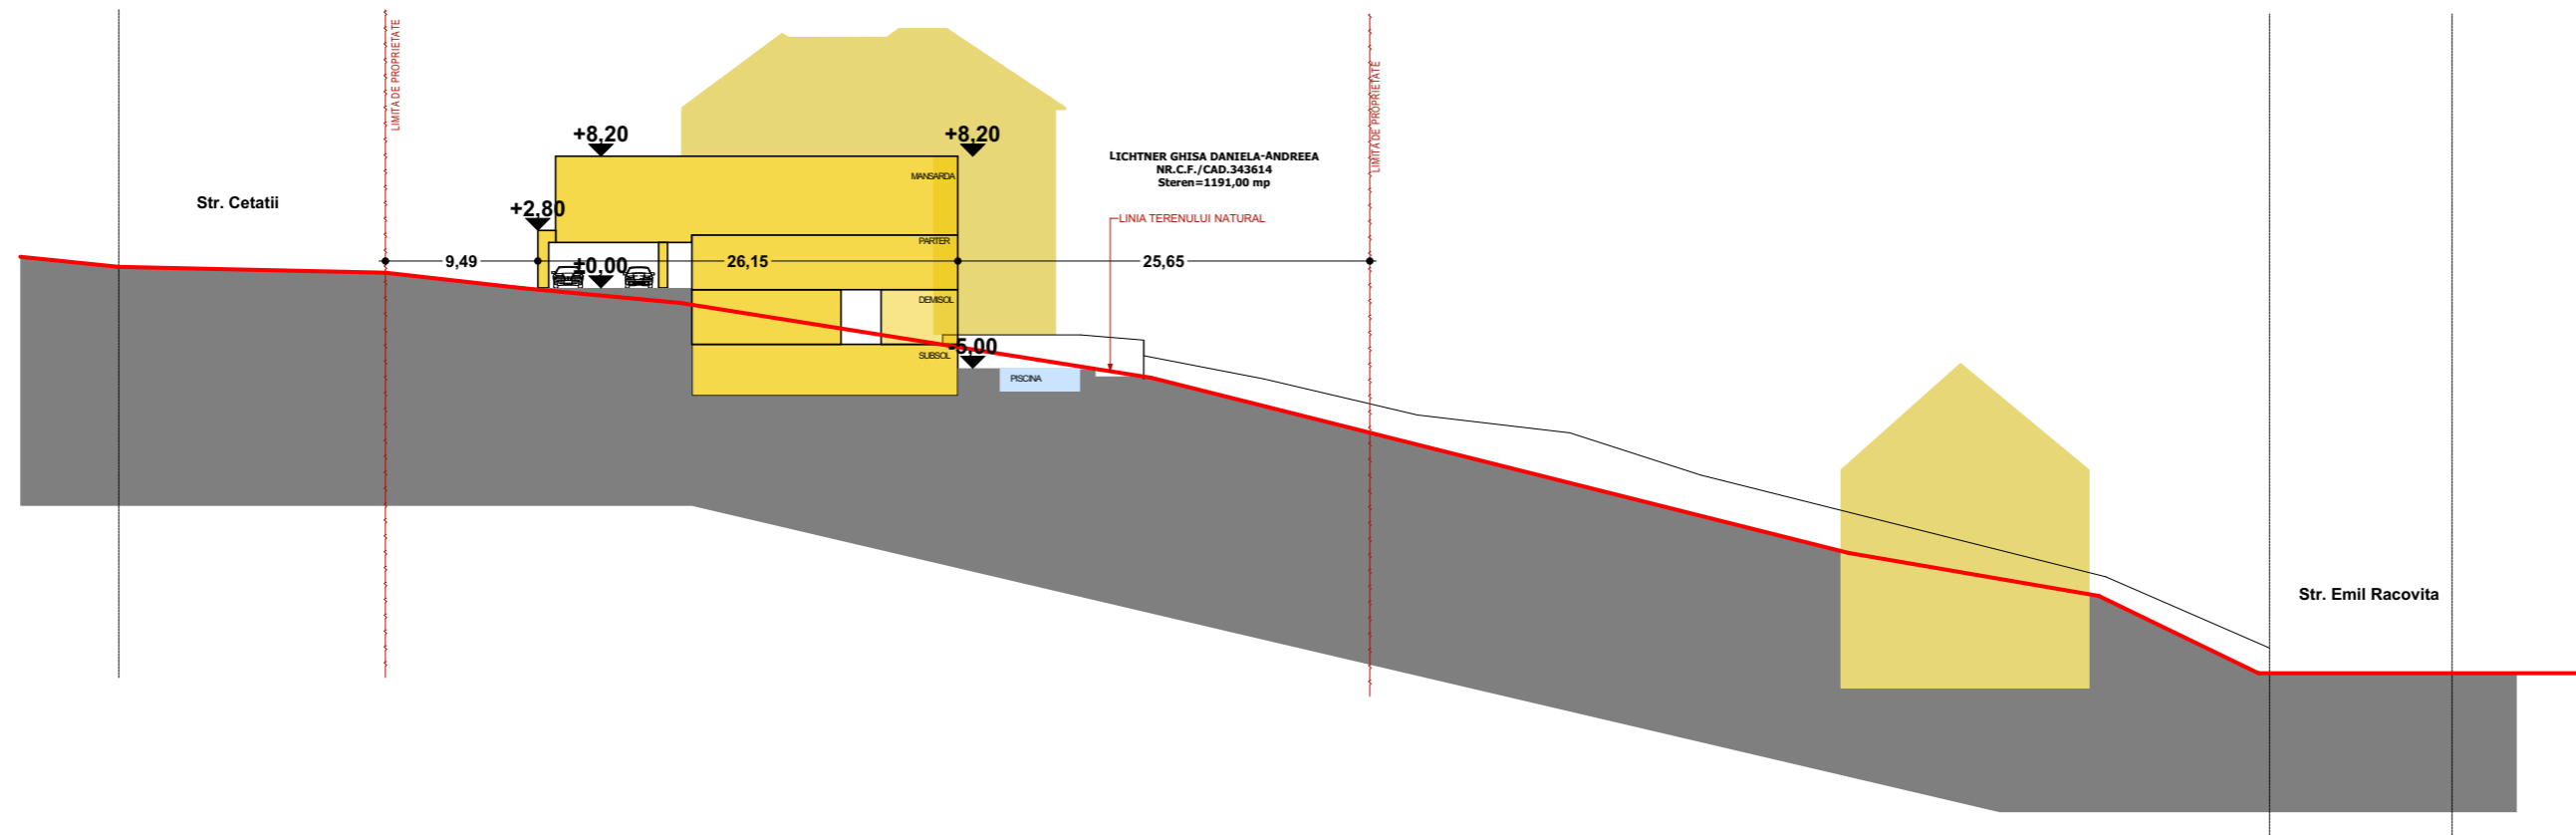 LIMITA DE PROPRIETATE
LIMITA DE PROPRIETATE
+8,20
+8,20
LICHTNER GHISA DANIELA-ANDREEA
NR.C.F./CAD.343614
Steren=1191,00 mp
MANSARDA
Str. Cetatii
+2,80
LINIA TERENULUI NATURAL
PARTER
9,49
+0,00
26,15
25,65
DEMISOL
-5,00
SUBSOL
PISCINA
Str. Emil Racovita